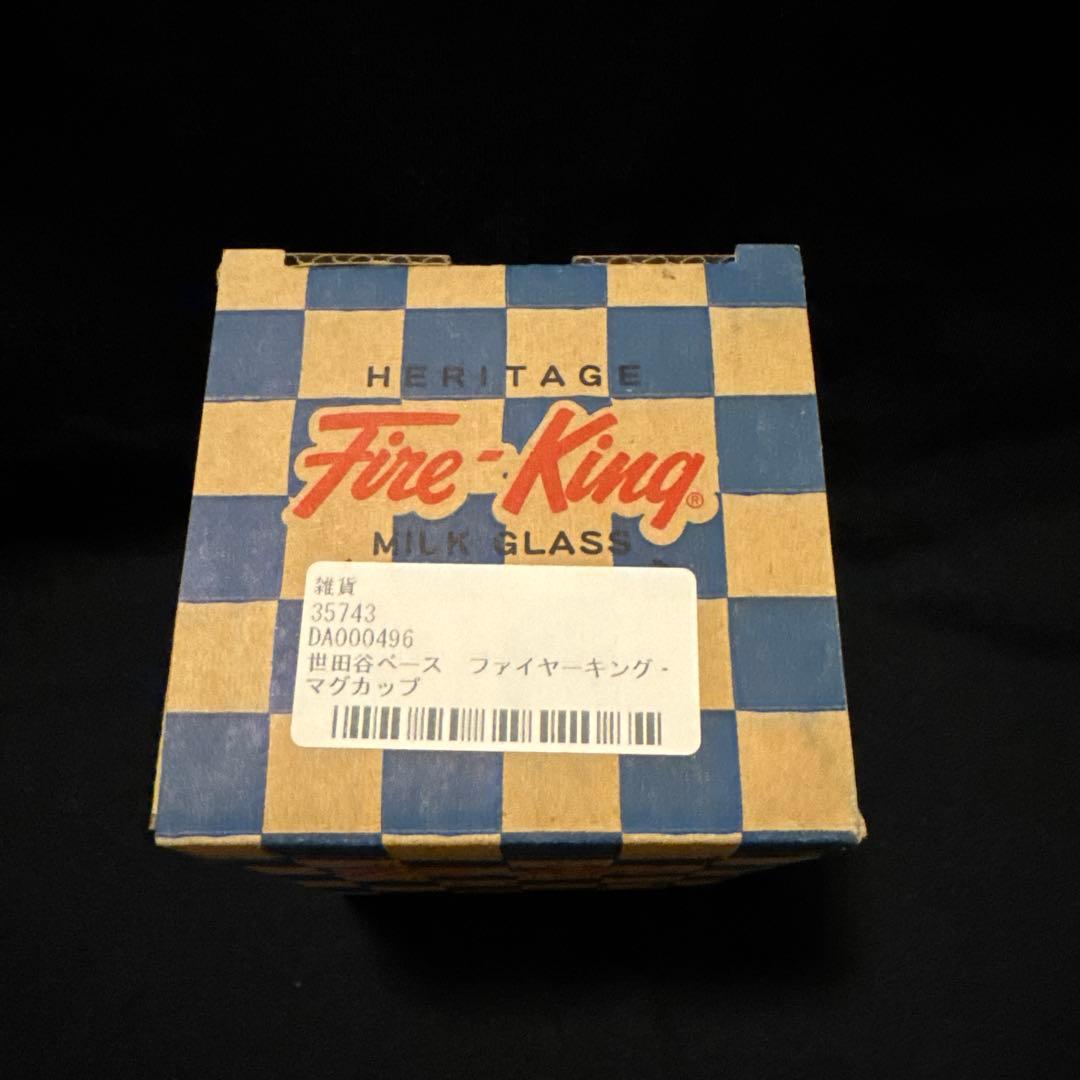 HERITAGE
Fire-King®
MILK GLASS
雑貨
35743
DA000496
世田谷ベース　ファイヤーキング -
マグカップ